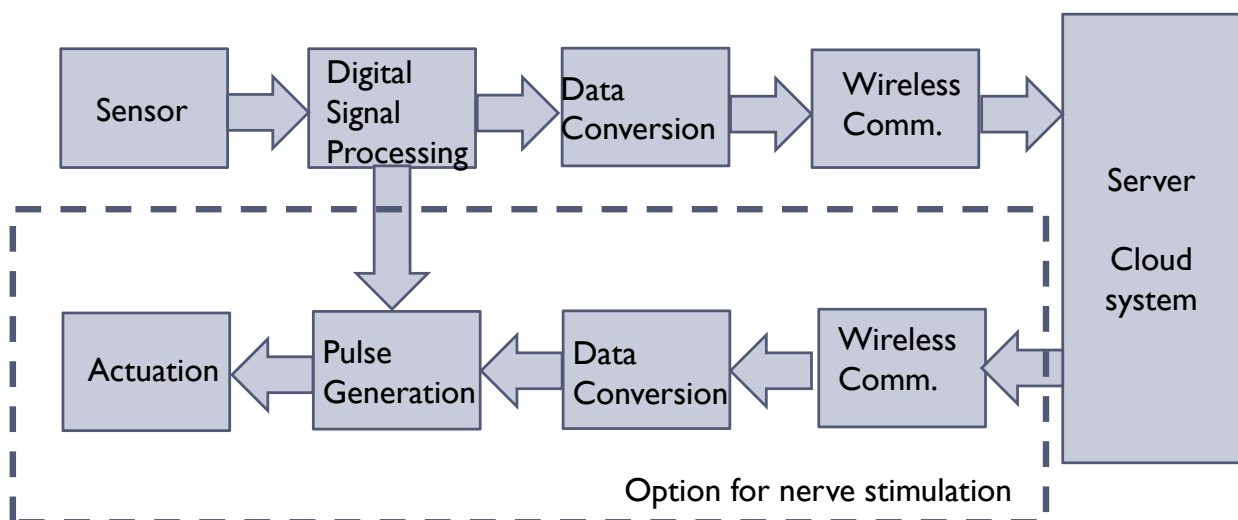 Sensor
Digital
Signal
Processing
Data
Conversion
Wireless
Comm.
Server
Cloud
system
Actuation
Pulse
Generation
Data
Conversion
Wireless
Comm.
Option for nerve stimulation